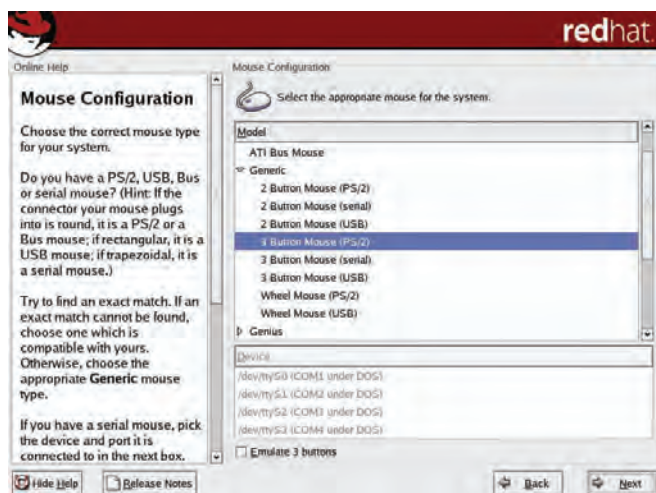 redhat.
Online Help
Mouse Configuration
Choose the correct mouse type
for your system.
Do you have a PS/2, USB, Bus
or serial mouse? (Hint: If the
connector your mouse plugs
into is round, it is a PS/2 or a
Bus mouse; if rectangular, it is a
USB mouse; if trapezoidal, it is
a serial mouse.)
Try to find an exact match. If an
exact match cannot be found,
choose one which is
compatible with yours.
Otherwise, choose the
appropriate Generic mouse
type.
If you have a serial mouse, pick
the device and port it is
connected to in the next box.
Mouse Configuration
Select the appropriate mouse for the system.
Model
ATI Bus Mouse
Generic
2 Button Mouse (PS/2)
2 Button Mouse (serial)
2 Button Mouse (USB)
3 Button Mouse (PS/2)
3 Button Mouse (serial)
3 Button Mouse (USB)
Wheel Mouse (PS/2)
Wheel Mouse (USB)
Genius
Device
/dev/ttyS0 (COM1 under DOS)
/dev/ttyS1 (COM2 under DOS)
/dev/ttyS2 (COM3 under DOS)
/dev/ttyS3 (COM4 under DOS)
Emulate 3 buttons
Hide Help
Release Notes
Back
Next